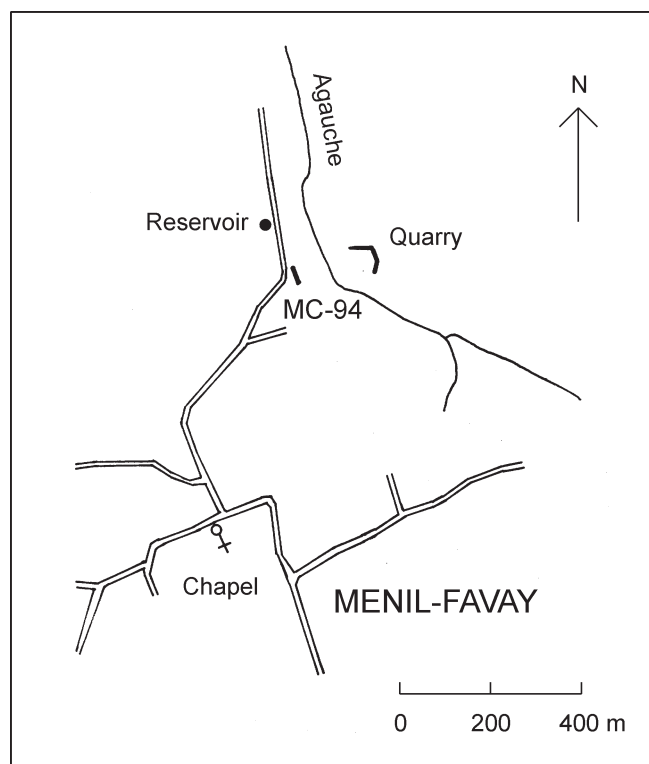 N
Agauche
Reservoir
Quarry
MC-94
Chapel
MENIL-FAVAY
0 200 400 m